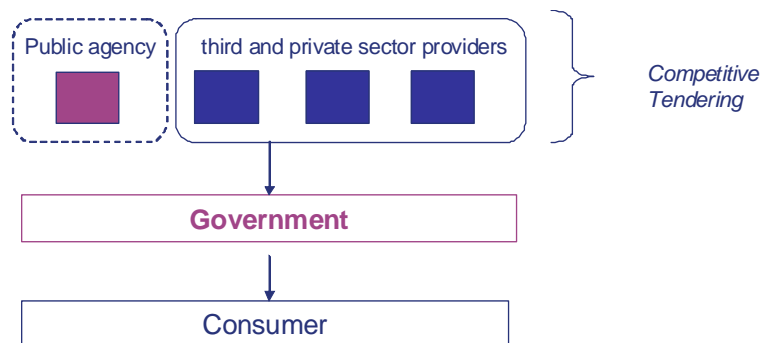 Public agency
third and private sector providers
Competitive
Tendering
Government
Consumer